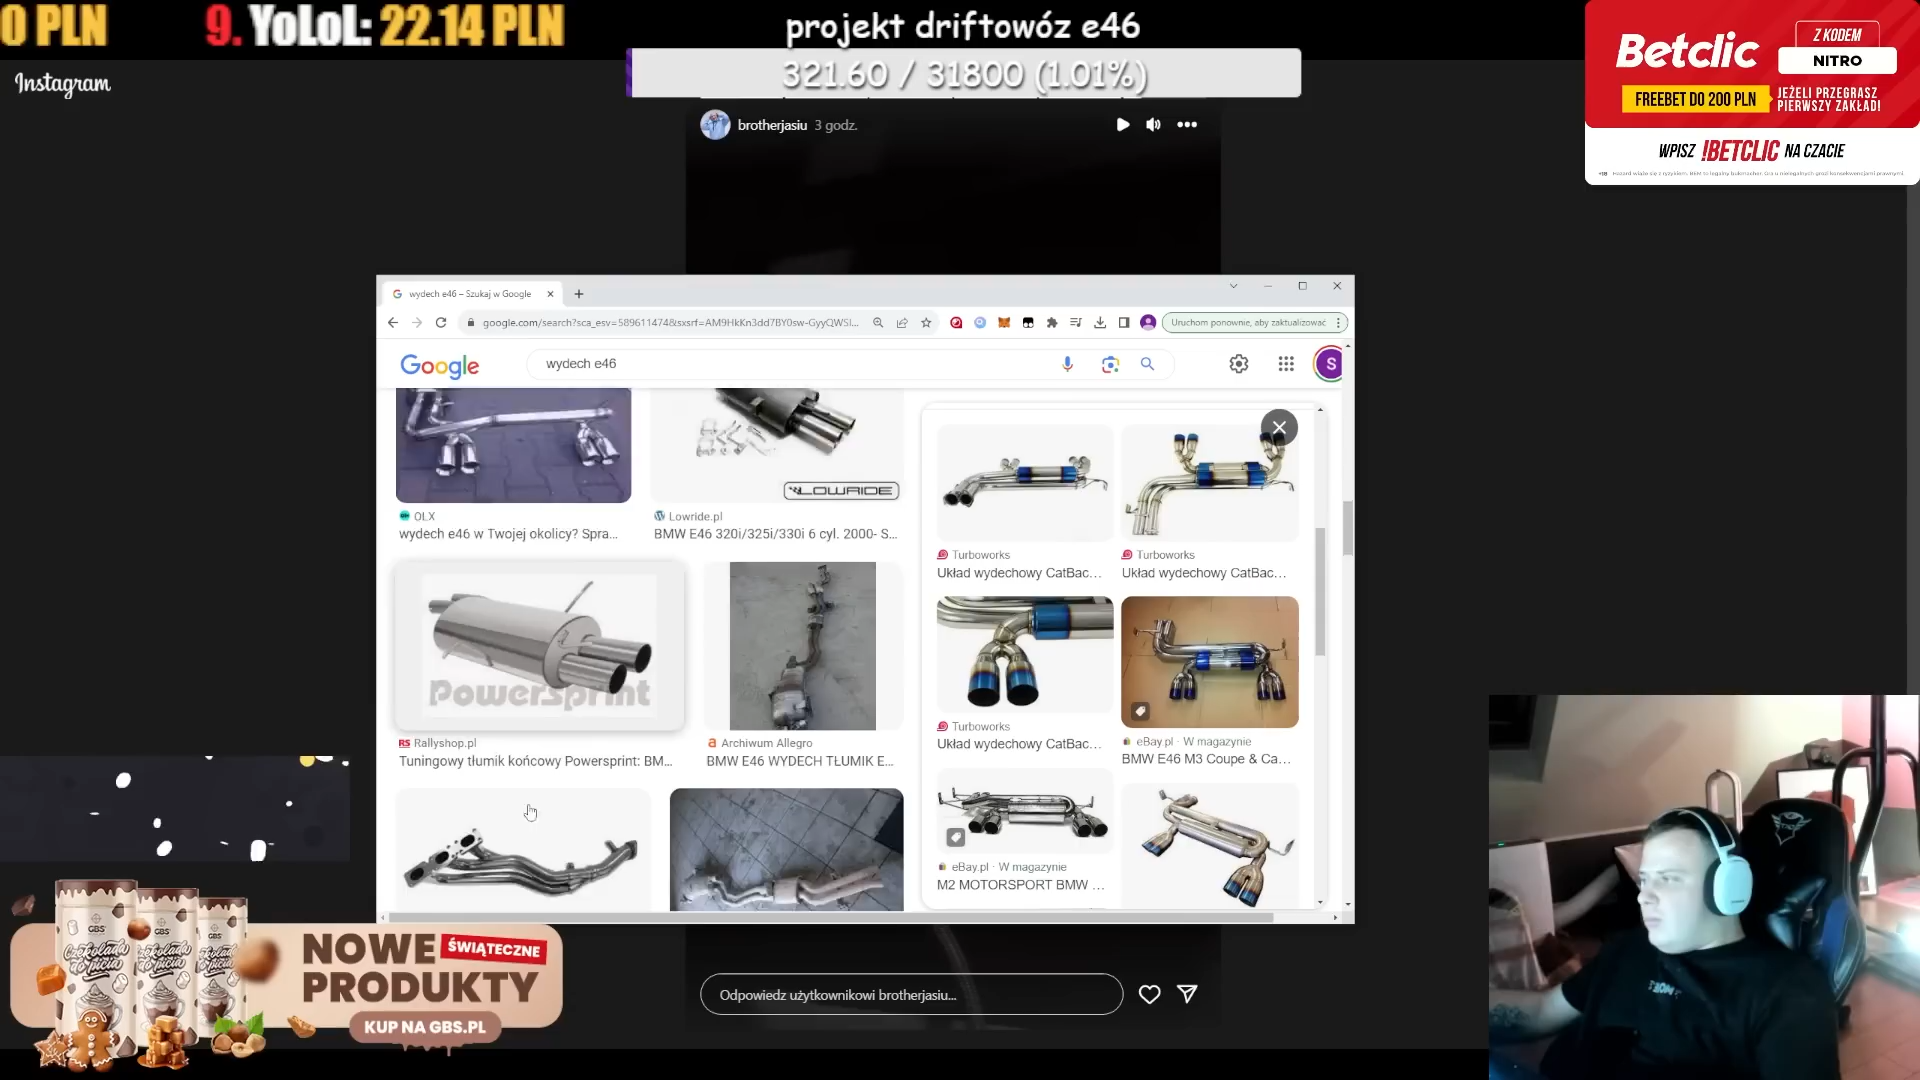 0 PLN
9. YoLoL: 22.14 PLN
projekt driftowóz e46
321.60 / 31800 (1.01%)
Betclic
Z KODEM
NITRO
FREEBET DO 200 PLN
JEŻELI PRZEGRASZ
PIERWSZY ZAKŁAD!
WPISZ !BETCLIC NA CZACIE
Instagram
brotherjasiu 3 godz.
wydech e46 – Szukaj w Google
google.com/search?sca_esv=589611474&sxsrf=AM9HkKn3dd7BY0sw-GyyQWSI...
Uruchom ponownie, aby zaktualizować
Google
wydech e46
S
LOWRIDE
OLX
wydech e46 w Twojej okolicy? Spra...
Lowride.pl
BMW E46 320i/325i/330i 6 cyl. 2000- S...
Turboworks
Układ wydechowy CatBac...
Turboworks
Układ wydechowy CatBac...
Powersprint
RS Rallyshop.pl
Tuningowy tłumik końcowy Powersprint: BM...
a Archiwum Allegro
BMW E46 WYDECH TŁUMIK E...
Turboworks
Układ wydechowy CatBac...
eBay.pl · W magazynie
BMW E46 M3 Coupe & Ca...
eBay.pl · W magazynie
M2 MOTORSPORT BMW ...
GBS
Czekolada do picia
NOWE ŚWIĄTECZNE
PRODUKTY
KUP NA GBS.PL
Odpowiedz użytkownikowi brotherjasiu...